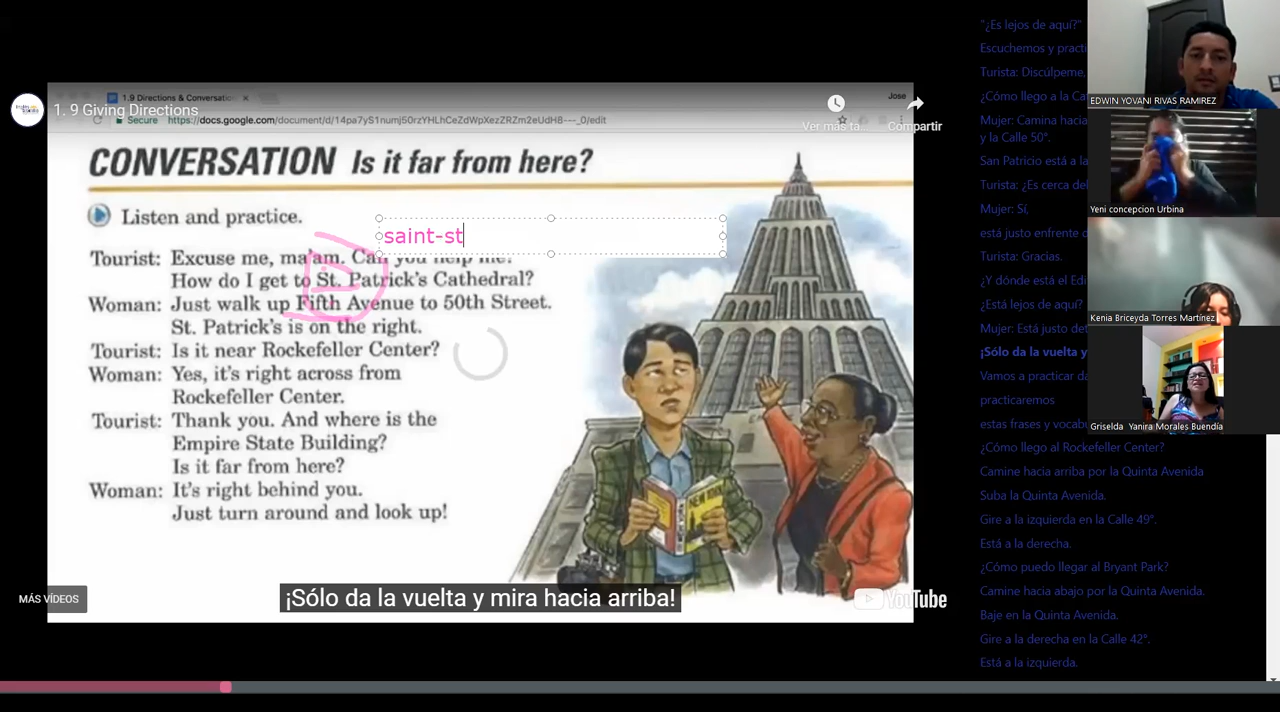 1. 9 Directions & Conversatio
Jose
1. 9 Giving Directions
Secure https://docs.google.com/document/d/14pa7yS1numj50rzYHLhCeZdWpXezZRZm2eUdH8---_0/edit
Ver más ta...
Compartir
CONVERSATION Is it far from here?
Listen and practice.
saint-st
Tourist: Excuse me, ma'am. Can you help me?
How do I get to St. Patrick's Cathedral?
Woman: Just walk up Fifth Avenue to 50th Street.
St. Patrick's is on the right.
Tourist: Is it near Rockefeller Center?
Woman: Yes, it's right across from
Rockefeller Center.
Tourist: Thank you. And where is the
Empire State Building?
Is it far from here?
Woman: It's right behind you.
Just turn around and look up!
NEW YORK
MÁS VÍDEOS
¡Sólo da la vuelta y mira hacia arriba!
YouTube
"¿Es lejos de aquí?"
Escuchemos y practi
Turista: Discúlpeme,
¿Cómo llego a la Cat
Mujer: Camina hacia
y la Calle 50°.
San Patricio está a la
Turista: ¿Es cerca del
Mujer: Sí,
está justo enfrente d
Turista: Gracias.
¿Y dónde está el Edi
¿Está lejos de aquí?
Mujer: Está justo det
¡Sólo da la vuelta y
Vamos a practicar da
practicaremos
estas frases y vocabu
¿Cómo llego al Rockefeller Center?
Camine hacia arriba por la Quinta Avenida
Suba la Quinta Avenida.
Gire a la izquierda en la Calle 49°.
Está a la derecha.
¿Cómo puedo llegar al Bryant Park?
Camine hacia abajo por la Quinta Avenida.
Baje en la Quinta Avenida.
Gire a la derecha en la Calle 42°.
Está a la izquierda.
EDWIN YOVANI RIVAS RAMIREZ
Yeni concepcion Urbina
Kenia Briceyda Torres Martínez
Griselda Yanira Morales Buendía